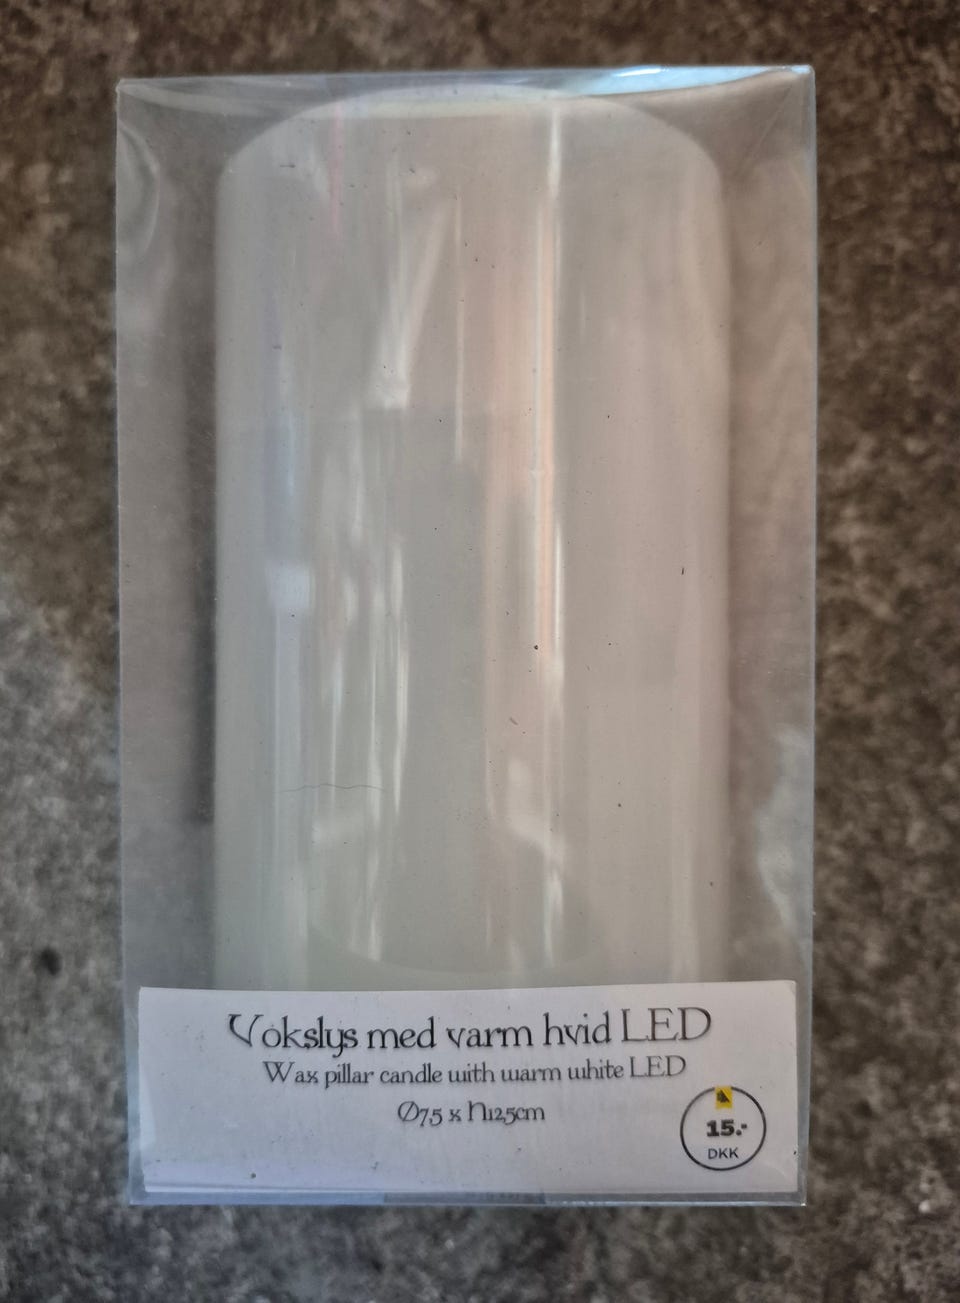 Vokslys med varm hvid LED
Wax pillar candle with warm white LED
Ø7,5 x h12,5cm
15.-
DKK